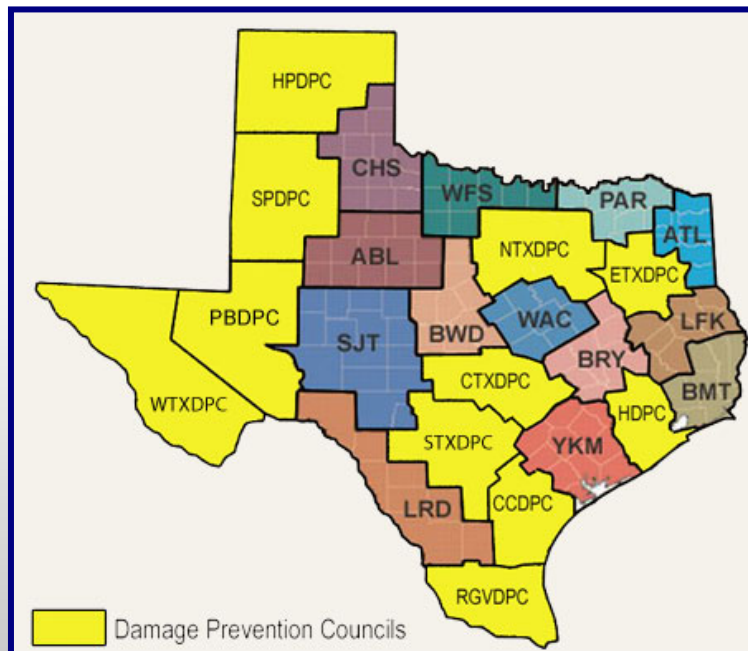 HPDPC
CHS
SPDPC
WFS
PAR
ATL
ABL
NTXDPC
ETXDPC
PBDPC
SJT
BWD
WAC
LFK
BRY
BMT
WTXDPC
CTXDPC
HDPC
STXDPC
YKM
LRD
CCDPC
RGVDPC
Damage Prevention Councils